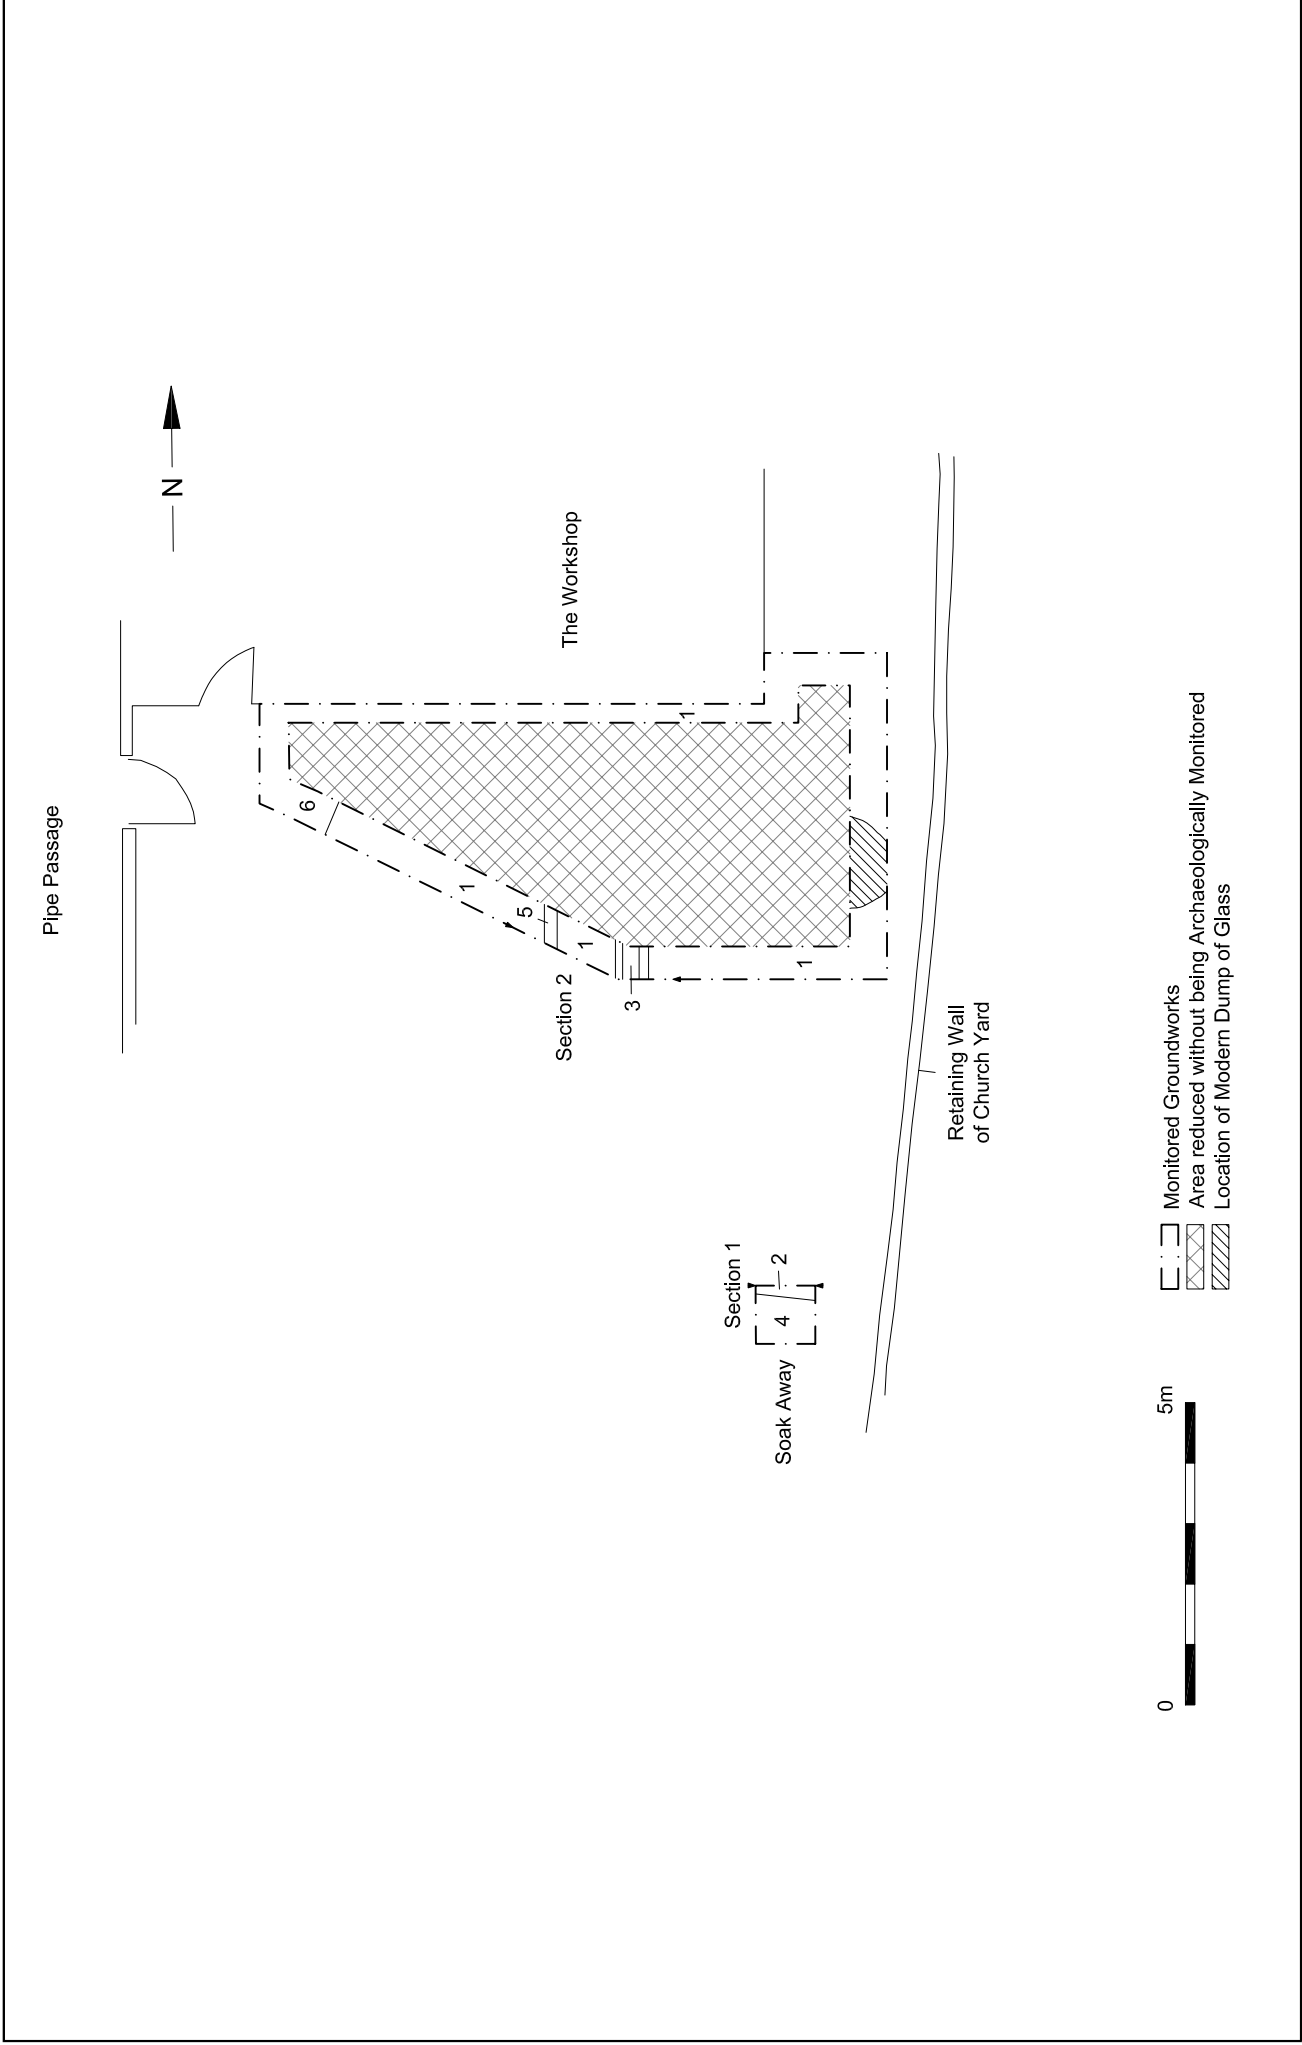 Pipe Passage
N
The Workshop
6
1
1
5
1
Section 2
3
1
Retaining Wall
of Church Yard
Section 1
2
4
Soak Away
Monitored Groundworks
Area reduced without being Archaeologically Monitored
Location of Modern Dump of Glass
0
5m